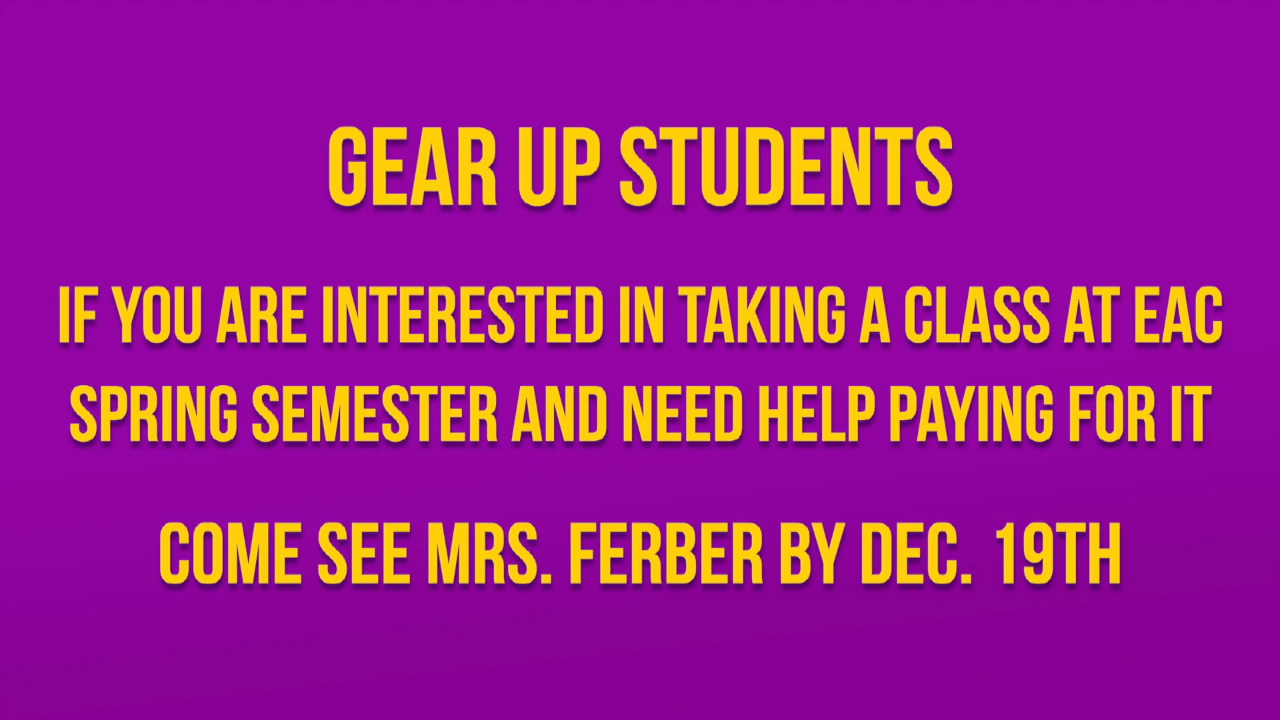 GEAR UP STUDENTS
IF YOU ARE INTERESTED IN TAKING A CLASS AT EAC
SPRING SEMESTER AND NEED HELP PAYING FOR IT
COME SEE MRS. FERBER BY DEC. 19TH